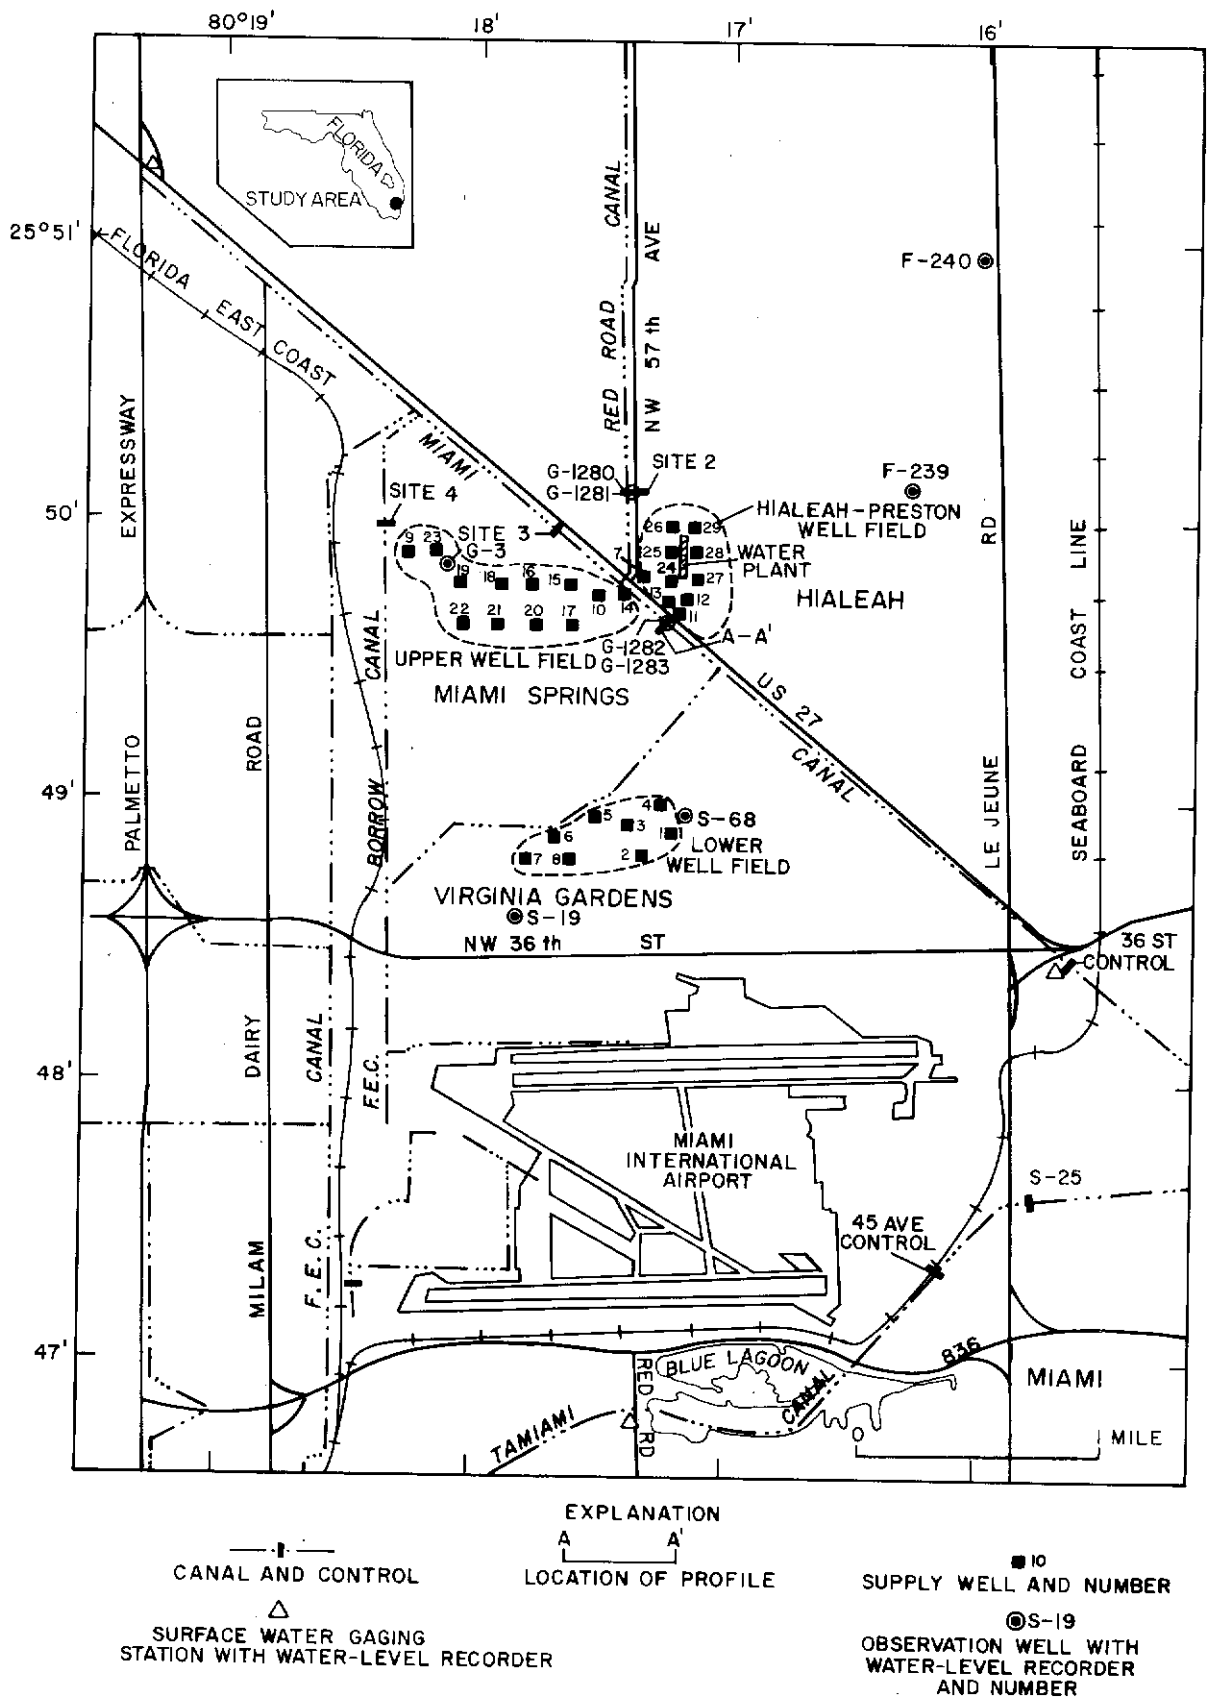 80°19'
18'
17'
16'
25°51'
50'
49'
48'
47'
FLORIDA
STUDY AREA
FLORIDA EAST COAST
EXPRESSWAY
PALMETTO
ROAD
DAIRY
MILAM
CANAL
F.E.C.
CANAL
BORROW
F.E.C.
RED ROAD CANAL
NW 57th AVE
MIAMI
CANAL
US 27
F-240
F-239
RD
LE JEUNE
SEABOARD COAST LINE
G-1280
G-1281
SITE 2
SITE 4
SITE 3
G-3
HIALEAH-PRESTON
WELL FIELD
WATER
PLANT
HIALEAH
26
29
25
28
24
27
7
13
12
11
9
23
19
18
16
15
10
14
22
21
20
17
A-A'
G-1282
G-1283
UPPER WELL FIELD
MIAMI SPRINGS
4
5
3
1
6
7
8
2
S-68
LOWER
WELL FIELD
VIRGINIA GARDENS
S-19
NW 36th ST
36 ST
CONTROL
MIAMI
INTERNATIONAL
AIRPORT
S-25
45 AVE
CONTROL
836
BLUE LAGOON
MIAMI
RED
RD
TAMIAMI
CANAL
0
1 MILE
EXPLANATION
CANAL AND CONTROL
A A'
LOCATION OF PROFILE
10
SUPPLY WELL AND NUMBER
SURFACE WATER GAGING
STATION WITH WATER-LEVEL RECORDER
S-19
OBSERVATION WELL WITH
WATER-LEVEL RECORDER
AND NUMBER